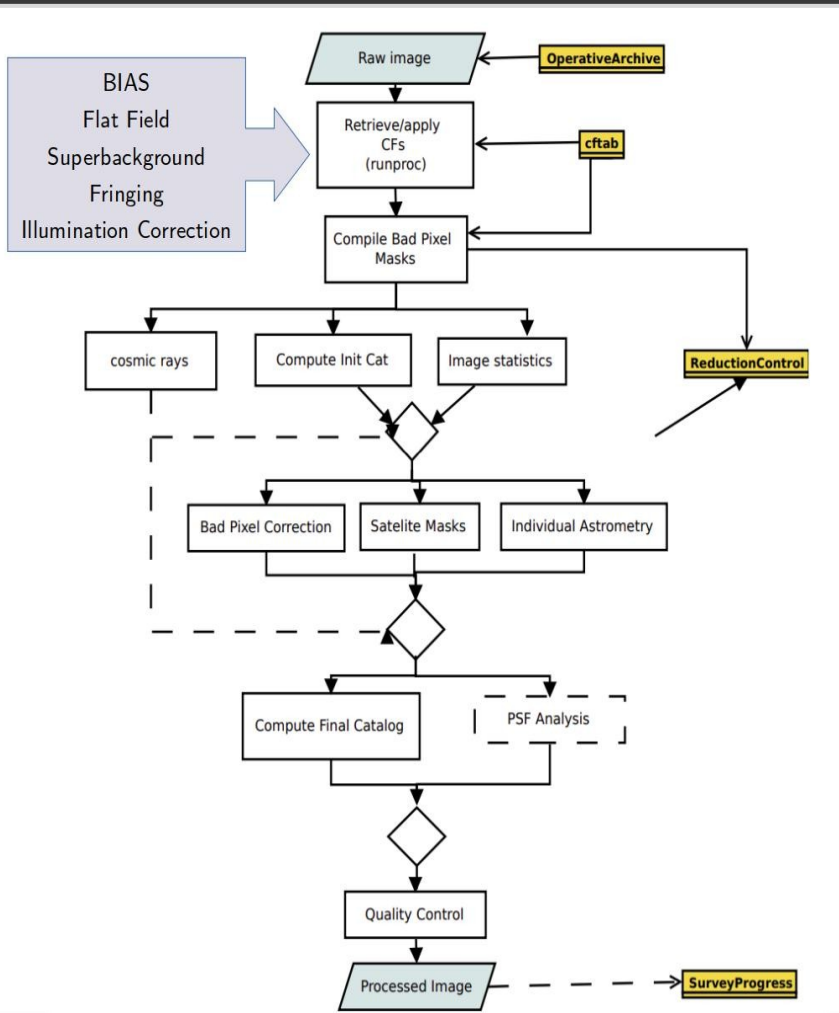 Raw image
OperativeArchive
BIAS
Flat Field
Superbackground
Fringing
Illumination Correction
Retrieve/apply
CFs
(runproc)
cftab
Compile Bad Pixel
Masks
cosmic rays
Compute Init Cat
Image statistics
ReductionControl
Bad Pixel Correction
Satelite Masks
Individual Astrometry
Compute Final Catalog
PSF Analysis
Quality Control
Processed Image
SurveyProgress